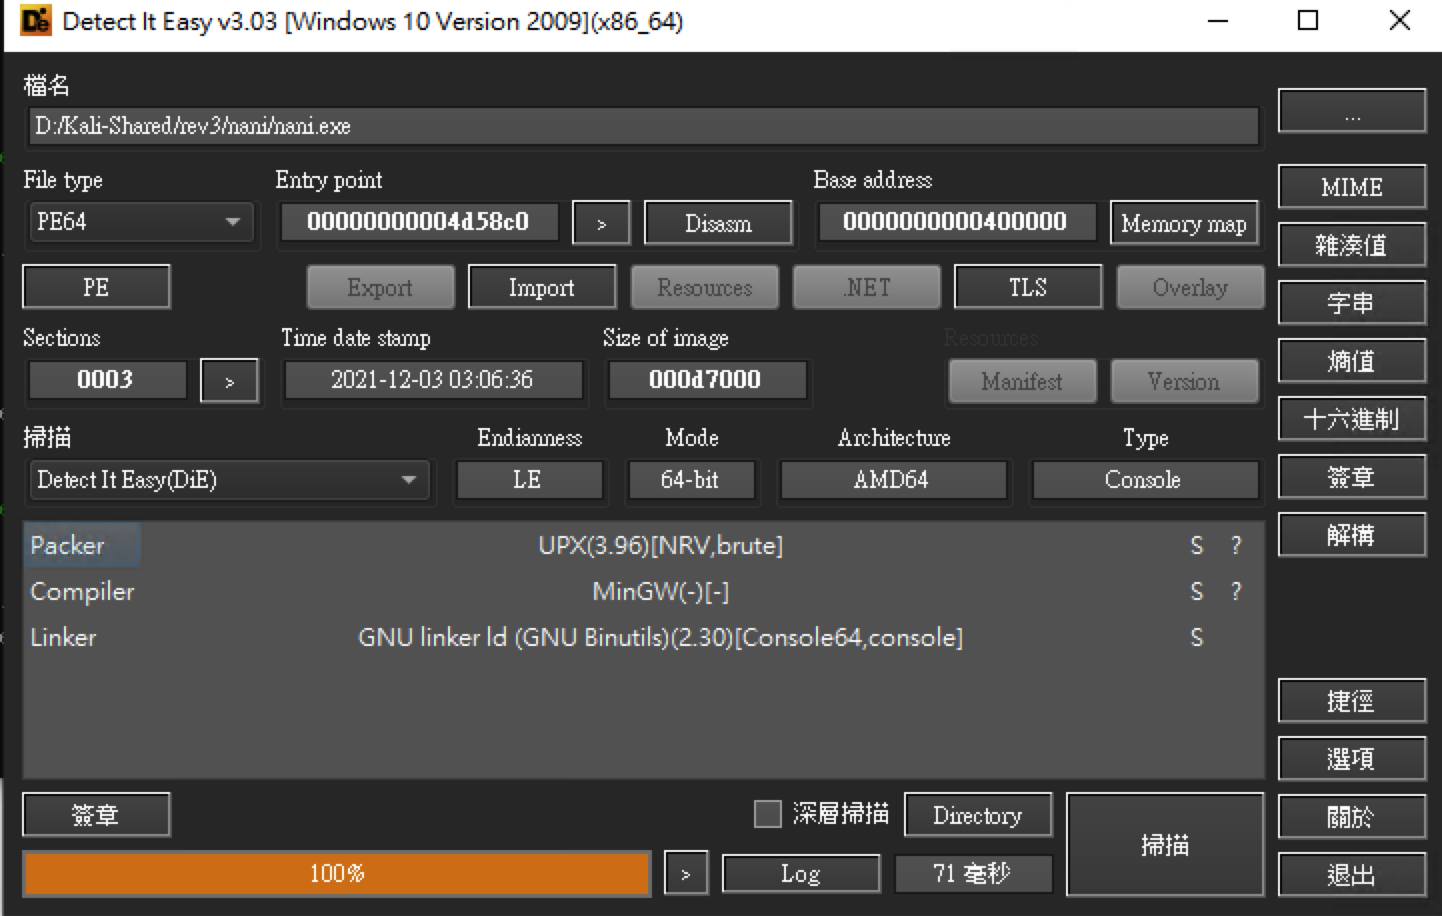 Detect It Easy v3.03 [Windows 10 Version 2009](x86_64)
檔名
D:/Kali-Shared/rev3/nani/nani.exe
...
File type Entry point Base address
PE64 00000000004d58c0 > Disasm 0000000000400000 Memory map
MIME
雜湊值
PE Export Import Resources .NET TLS Overlay
字串
Sections Time date stamp Size of image Resources
0003 > 2021-12-03 03:06:36 000d7000 Manifest Version
熵值
十六進制
掃描 Endianness Mode Architecture Type
Detect It Easy(DiE) LE 64-bit AMD64 Console
簽章
解構
Packer UPX(3.96)[NRV,brute] S ?
Compiler MinGW(-)[-] S ?
Linker GNU linker ld (GNU Binutils)(2.30)[Console64,console] S
捷徑
選項
簽章 深層掃描 Directory 掃描
關於
100% > Log 71 毫秒
退出